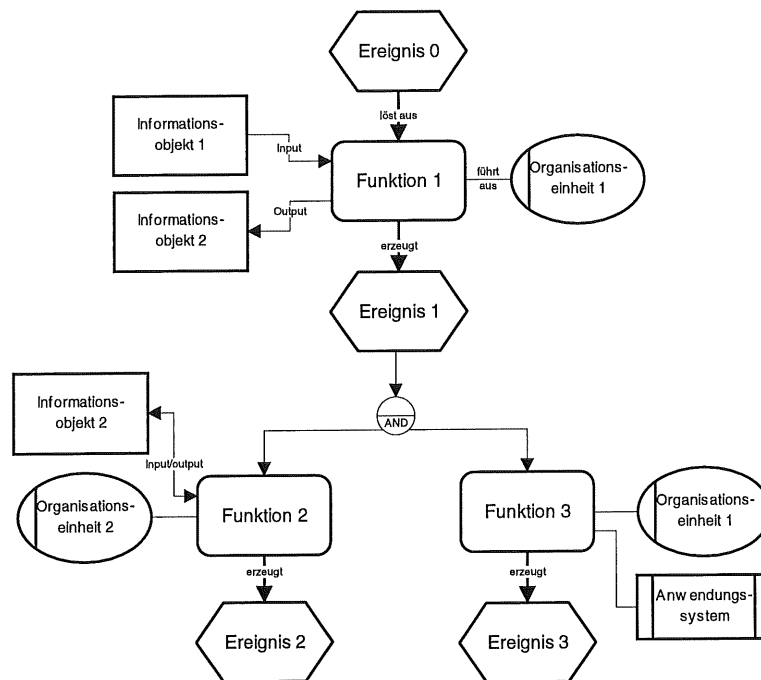 Ereignis 0
löst aus
Informations-
objekt 1
Input
Funktion 1
führt
aus
Organisations-
einheit 1
Informations-
objekt 2
Output
erzeugt
Ereignis 1
AND
Informations-
objekt 2
Input/output
Organisations-
einheit 2
Funktion 2
Funktion 3
Organisations-
einheit 1
erzeugt
erzeugt
Anwendungs-
system
Ereignis 2
Ereignis 3